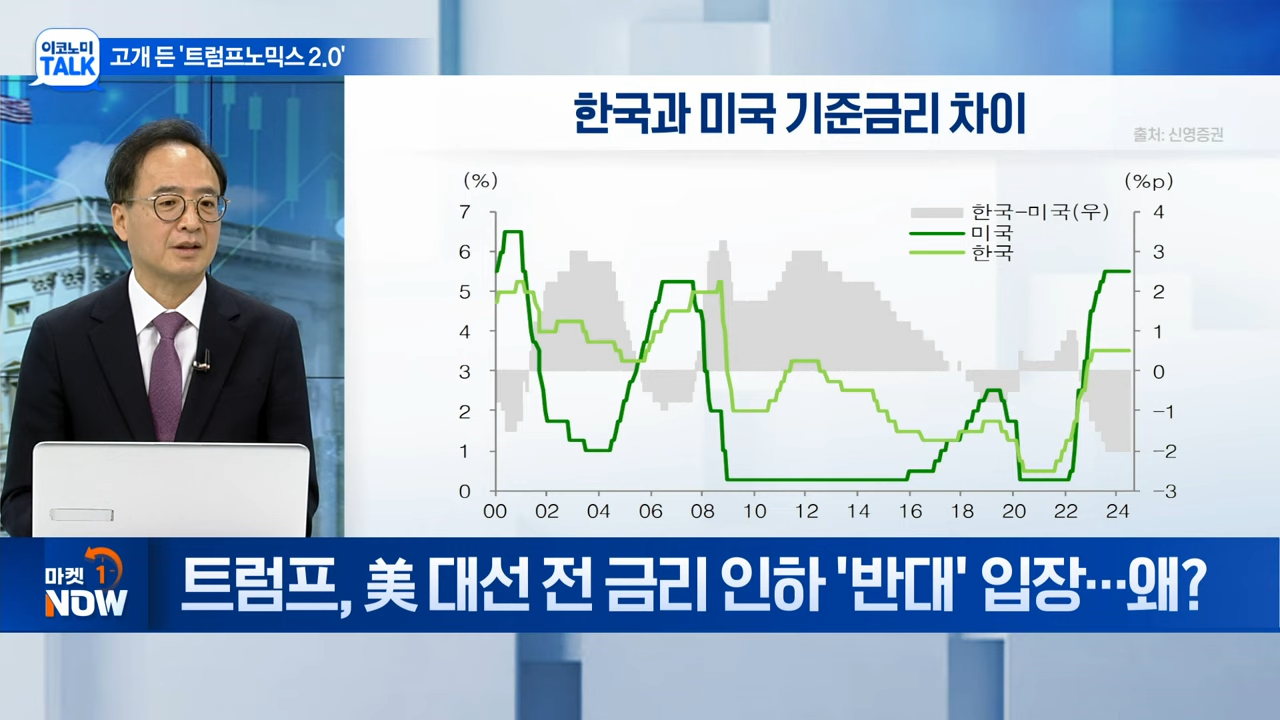 이코노미
TALK
고개 든 '트럼프노믹스 2.0'
한국과 미국 기준금리 차이
출처: 신영증권
(%)
(%p)
한국-미국(우)
미국
한국
7
6
5
4
3
2
1
0
4
3
2
1
0
-1
-2
-3
00 02 04 06 08 10 12 14 16 18 20 22 24
마켓 1
NOW
트럼프, 美 대선 전 금리 인하 '반대' 입장…왜?